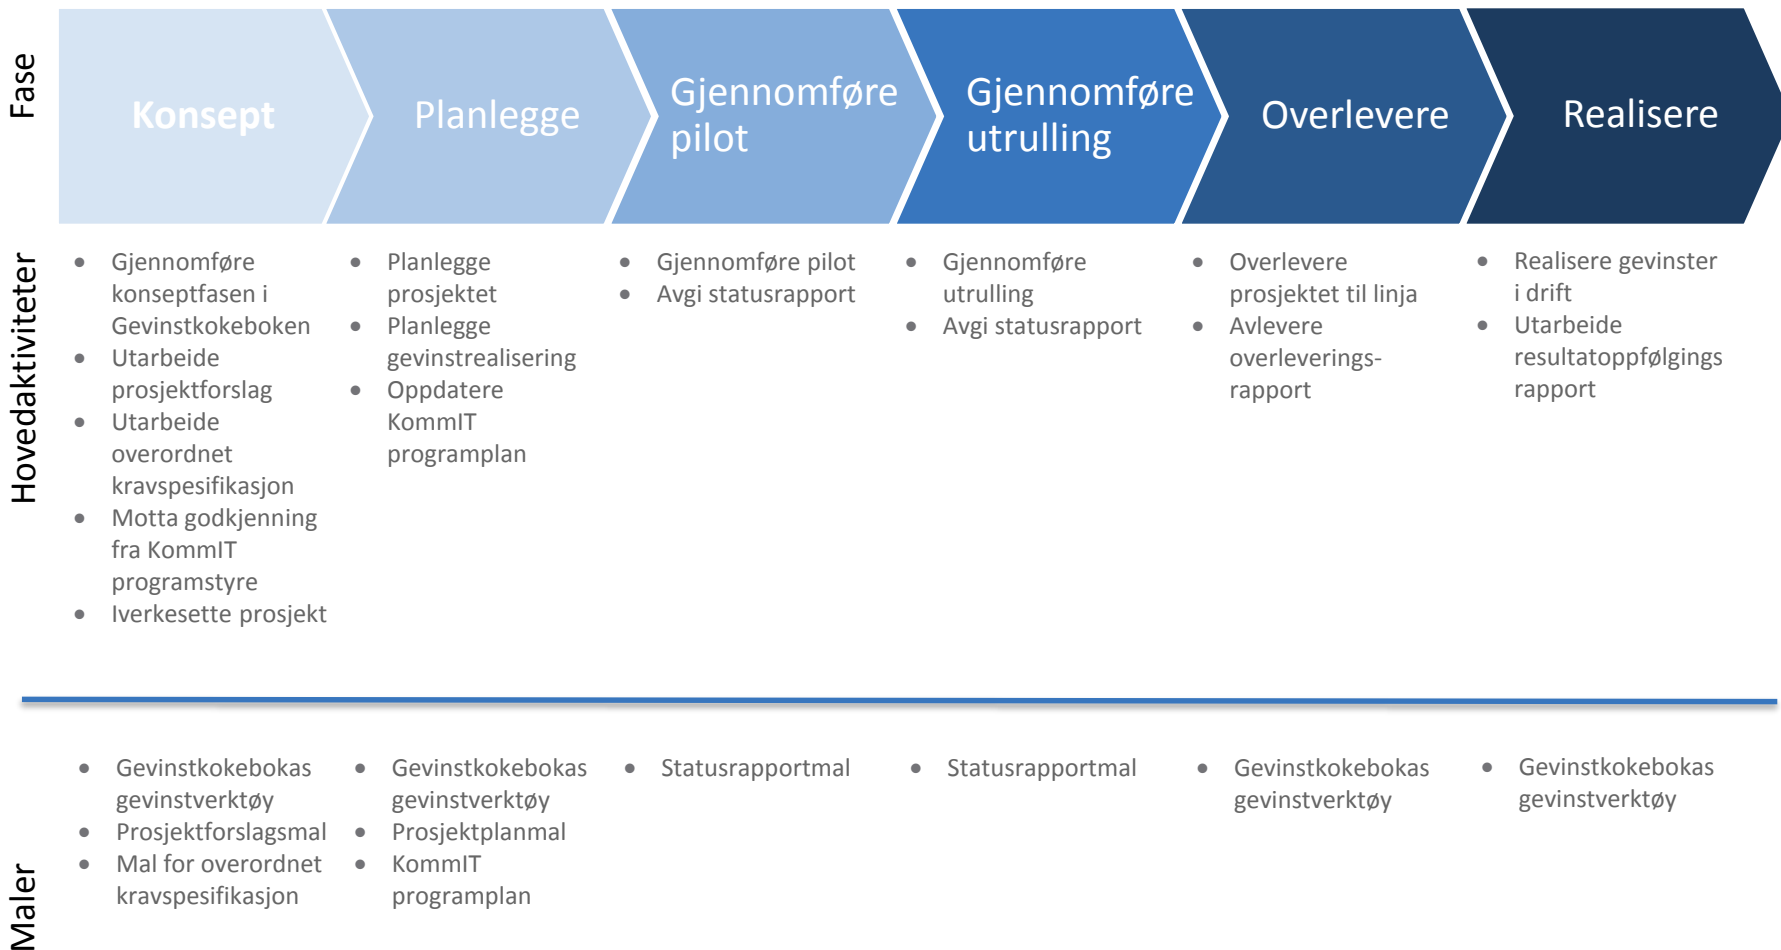 Fase
Konsept
Planlegge
Gjennomføre
pilot
Gjennomføre
utrulling
Overlevere
Realisere
Hovedaktiviteter
• Gjennomføre
konseptfasen i
Gevinstkokeboken
• Utarbeide
prosjektforslag
• Utarbeide
overordnet
kravspesifikasjon
• Motta godkjenning
fra KommIT
programstyre
• Iverkesette prosjekt
• Planlegge
prosjektet
• Planlegge
gevinstrealisering
• Oppdatere
KommIT
programplan
• Gjennomføre pilot
• Avgi statusrapport
• Gjennomføre
utrulling
• Avgi statusrapport
• Overlevere
prosjektet til linja
• Avlevere
overleverings-
rapport
• Realisere gevinster
i drift
• Utarbeide
resultatoppfølgings
rapport
Maler
• Gevinstkokebokas
gevinstverktøy
• Prosjektforslagsmal
• Mal for overordnet
kravspesifikasjon
• Gevinstkokebokas
gevinstverktøy
• Prosjektplanmal
• KommIT
programplan
• Statusrapportmal
• Statusrapportmal
• Gevinstkokebokas
gevinstverktøy
• Gevinstkokebokas
gevinstverktøy